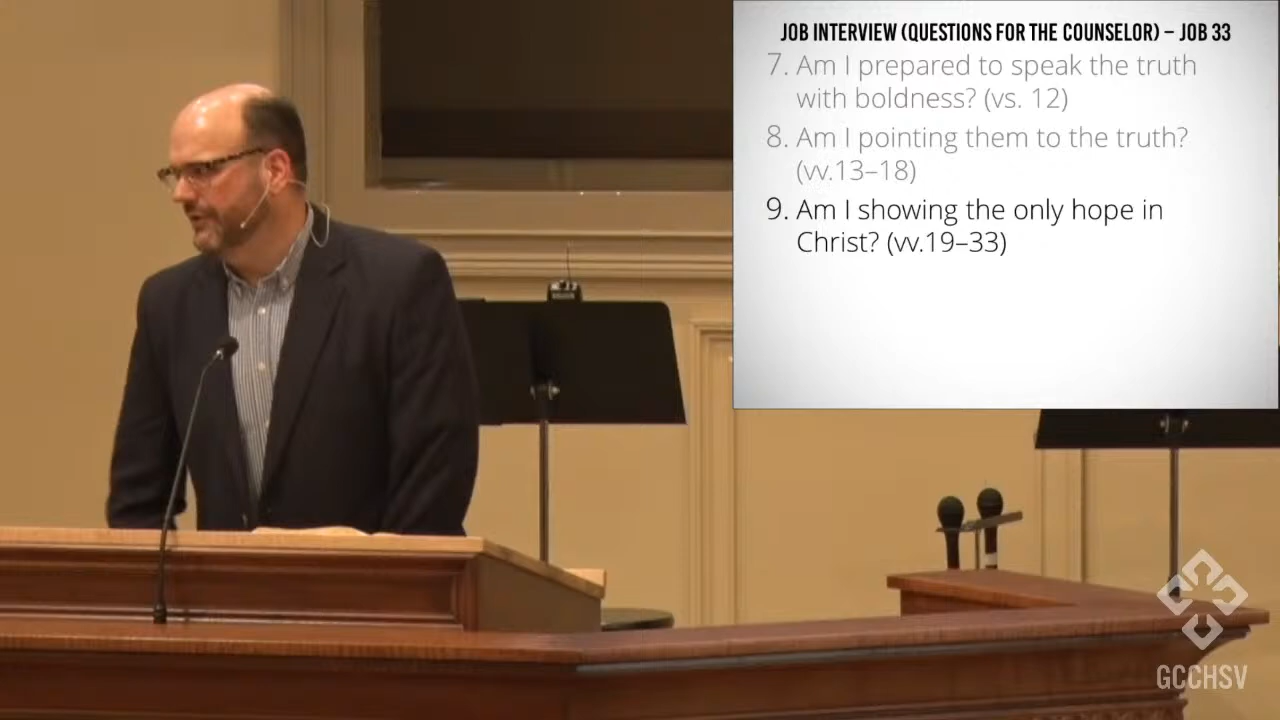 JOB INTERVIEW (QUESTIONS FOR THE COUNSELOR) – JOB 33
7. Am I prepared to speak the truth
with boldness? (vs. 12)
8. Am I pointing them to the truth?
(vv.13–18)
9. Am I showing the only hope in
Christ? (vv.19–33)
GCCHSV